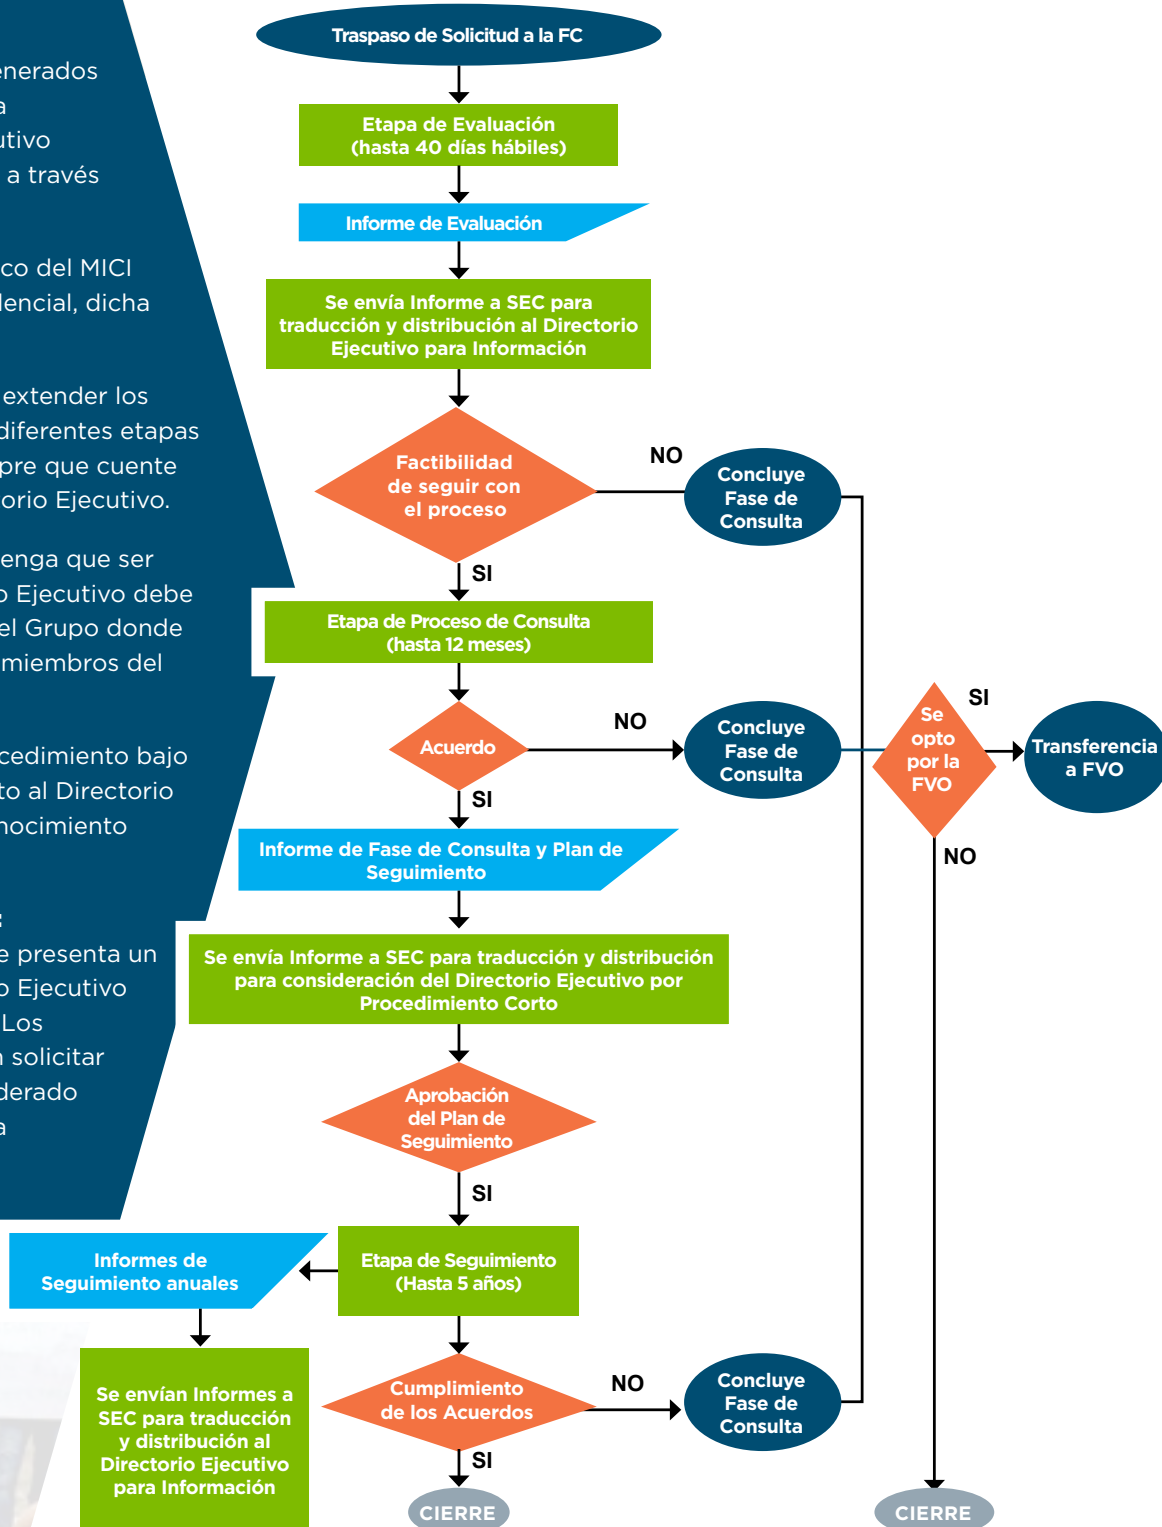 enerados
a
utivo
a través
co del MICI
dencial, dicha
extender los
diferentes etapas
pre que cuente
torio Ejecutivo.
enga que ser
o Ejecutivo debe
el Grupo donde
miembros del
ocedimiento bajo
to al Directorio
nocimiento
:
e presenta un
o Ejecutivo
Los
n solicitar
derado
a
Traspaso de Solicitud a la FC
Etapa de Evaluación
(hasta 40 días hábiles)
Informe de Evaluación
Se envía Informe a SEC para
traducción y distribución al Directorio
Ejecutivo para Información
Factibilidad
de seguir con
el proceso
NO
Concluye
Fase de
Consulta
SI
Etapa de Proceso de Consulta
(hasta 12 meses)
Acuerdo
NO
Concluye
Fase de
Consulta
Se
opto
por la
FVO
SI
Transferencia
a FVO
NO
SI
Informe de Fase de Consulta y Plan de
Seguimiento
Se envía Informe a SEC para traducción y distribución
para consideración del Directorio Ejecutivo por
Procedimiento Corto
Aprobación
del Plan de
Seguimiento
SI
Etapa de Seguimiento
(Hasta 5 años)
Informes de
Seguimiento anuales
Se envían Informes a
SEC para traducción
y distribución al
Directorio Ejecutivo
para Información
Cumplimiento
de los Acuerdos
NO
Concluye
Fase de
Consulta
SI
CIERRE
CIERRE